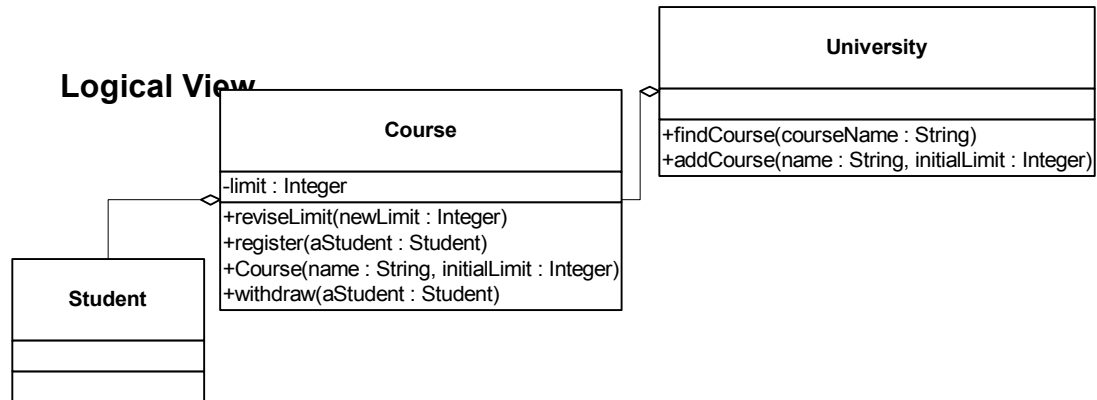 Logical View
University
+findCourse(courseName : String)
+addCourse(name : String, initialLimit : Integer)
Course
-limit : Integer
+reviseLimit(newLimit : Integer)
+register(aStudent : Student)
+Course(name : String, initialLimit : Integer)
+withdraw(aStudent : Student)
Student